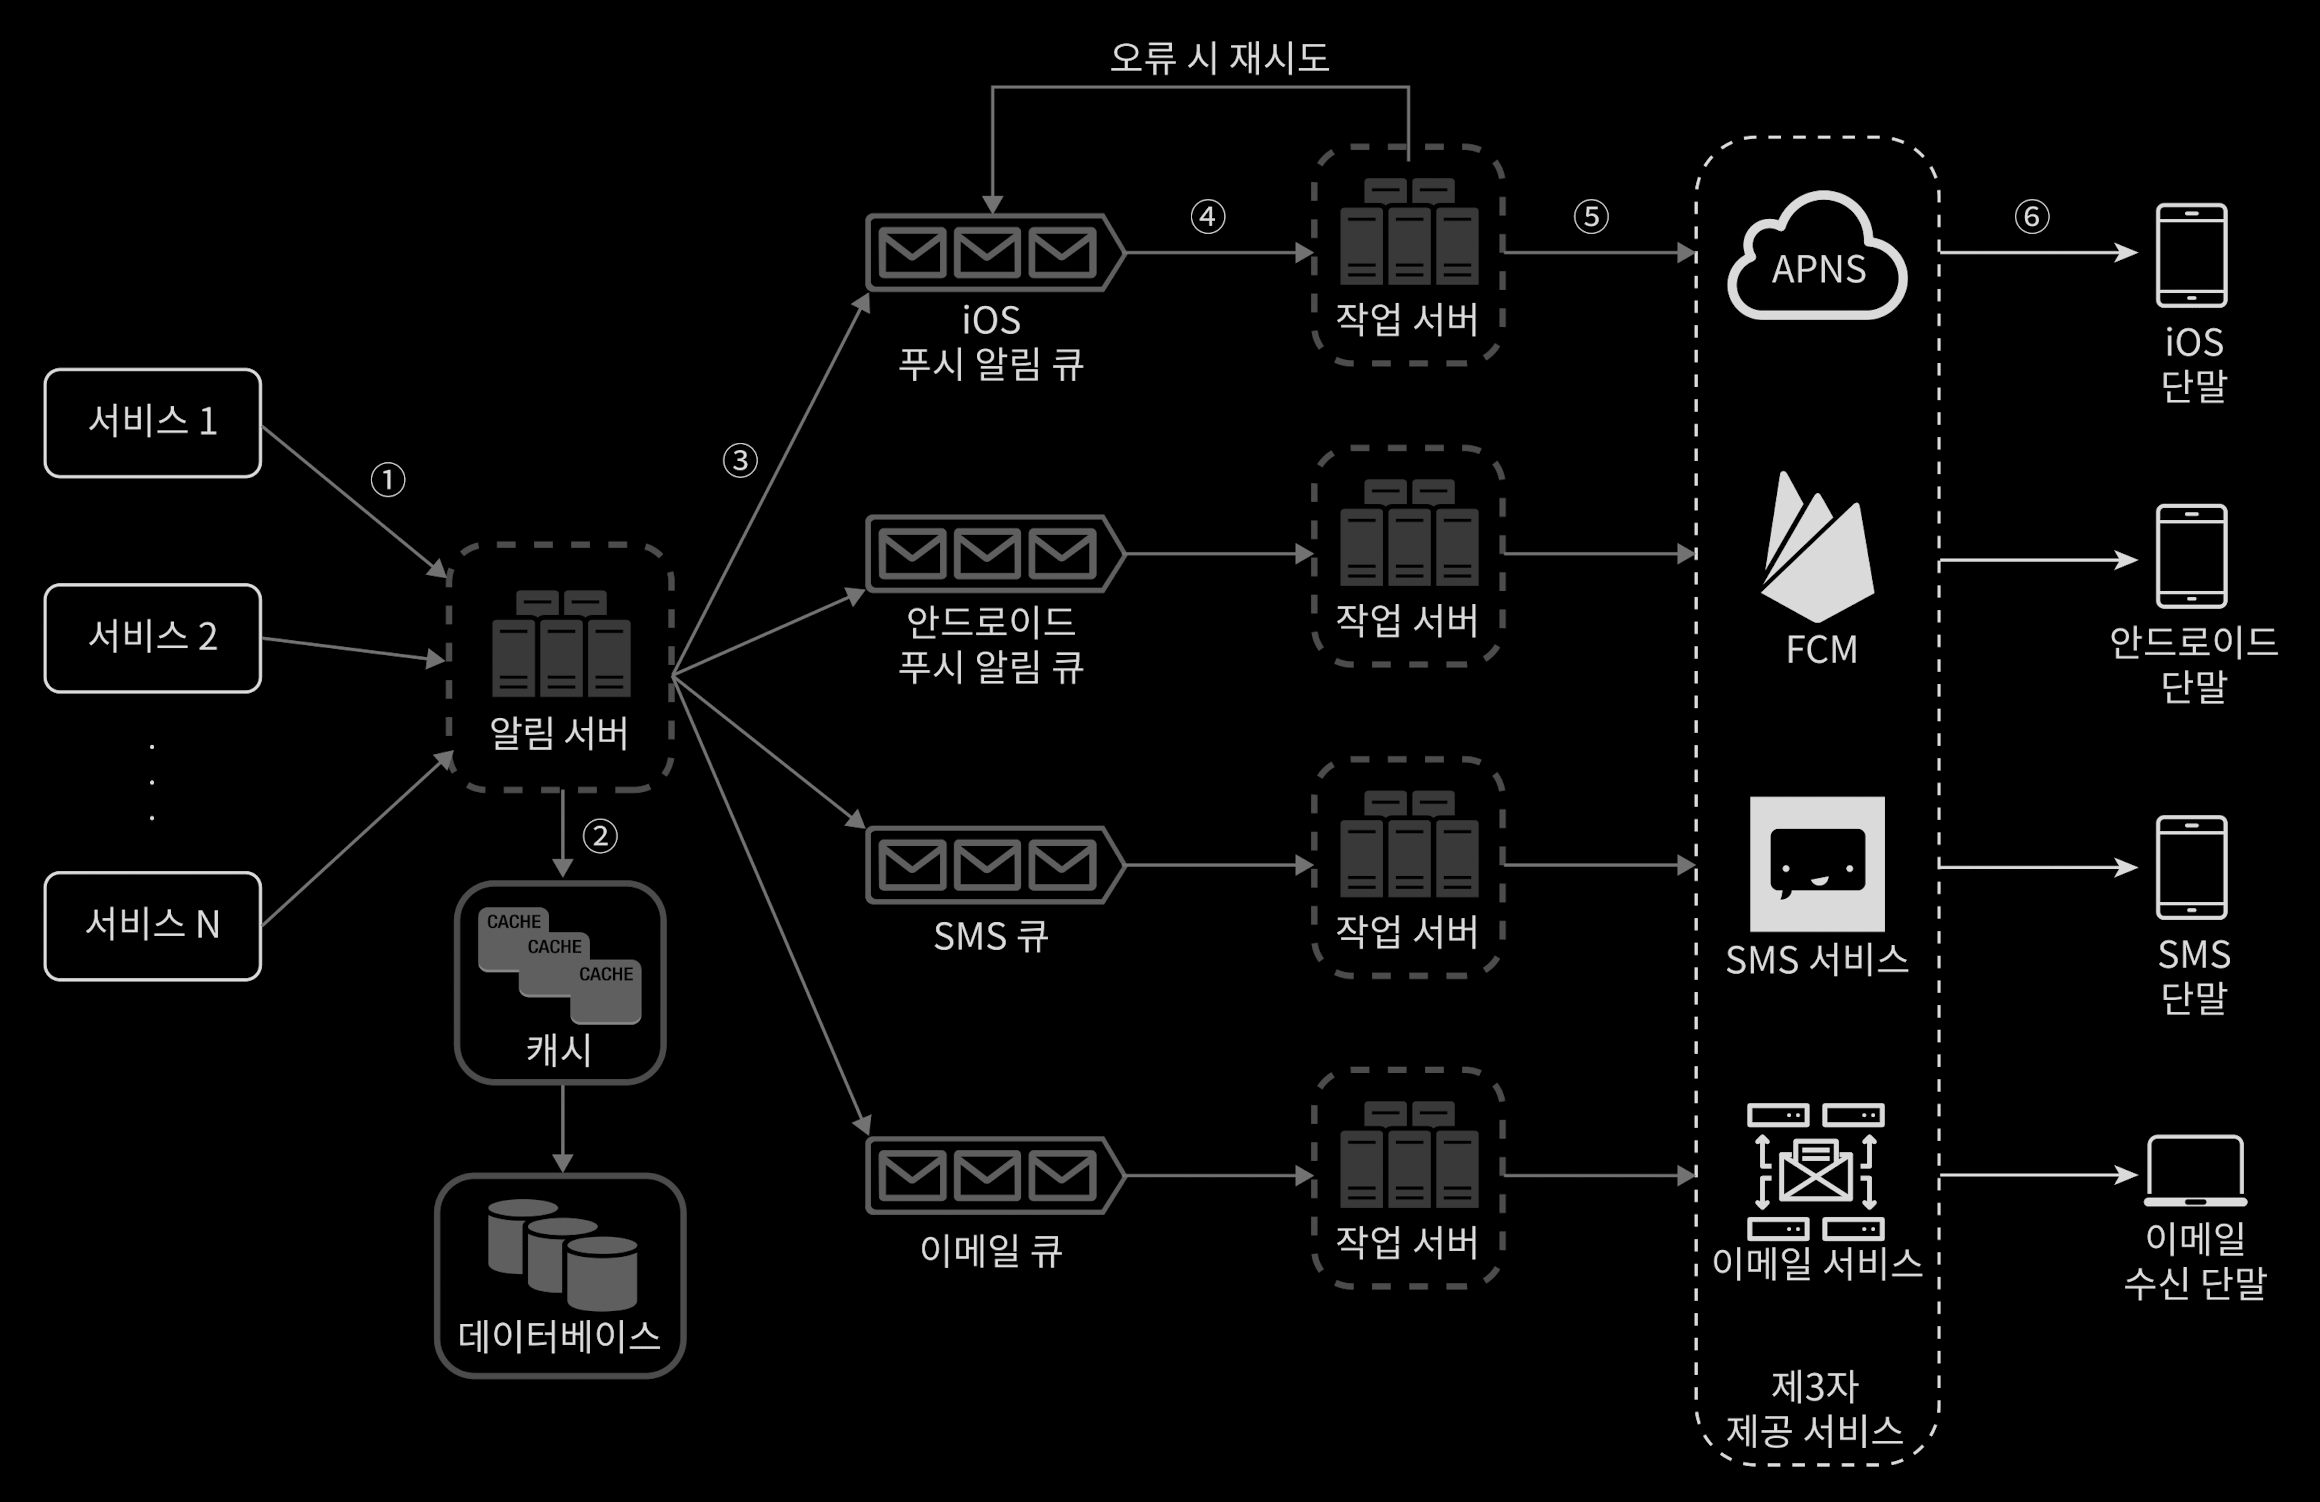 오류 시 재시도
서비스 1
서비스 2
서비스 N
①
알림 서버
②
CACHE
CACHE
CACHE
캐시
데이터베이스
③
iOS
푸시 알림 큐
안드로이드
푸시 알림 큐
SMS 큐
이메일 큐
④
작업 서버
작업 서버
작업 서버
작업 서버
⑤
APNS
FCM
SMS 서비스
이메일 서비스
제3자
제공 서비스
⑥
iOS
단말
안드로이드
단말
SMS
단말
이메일
수신 단말